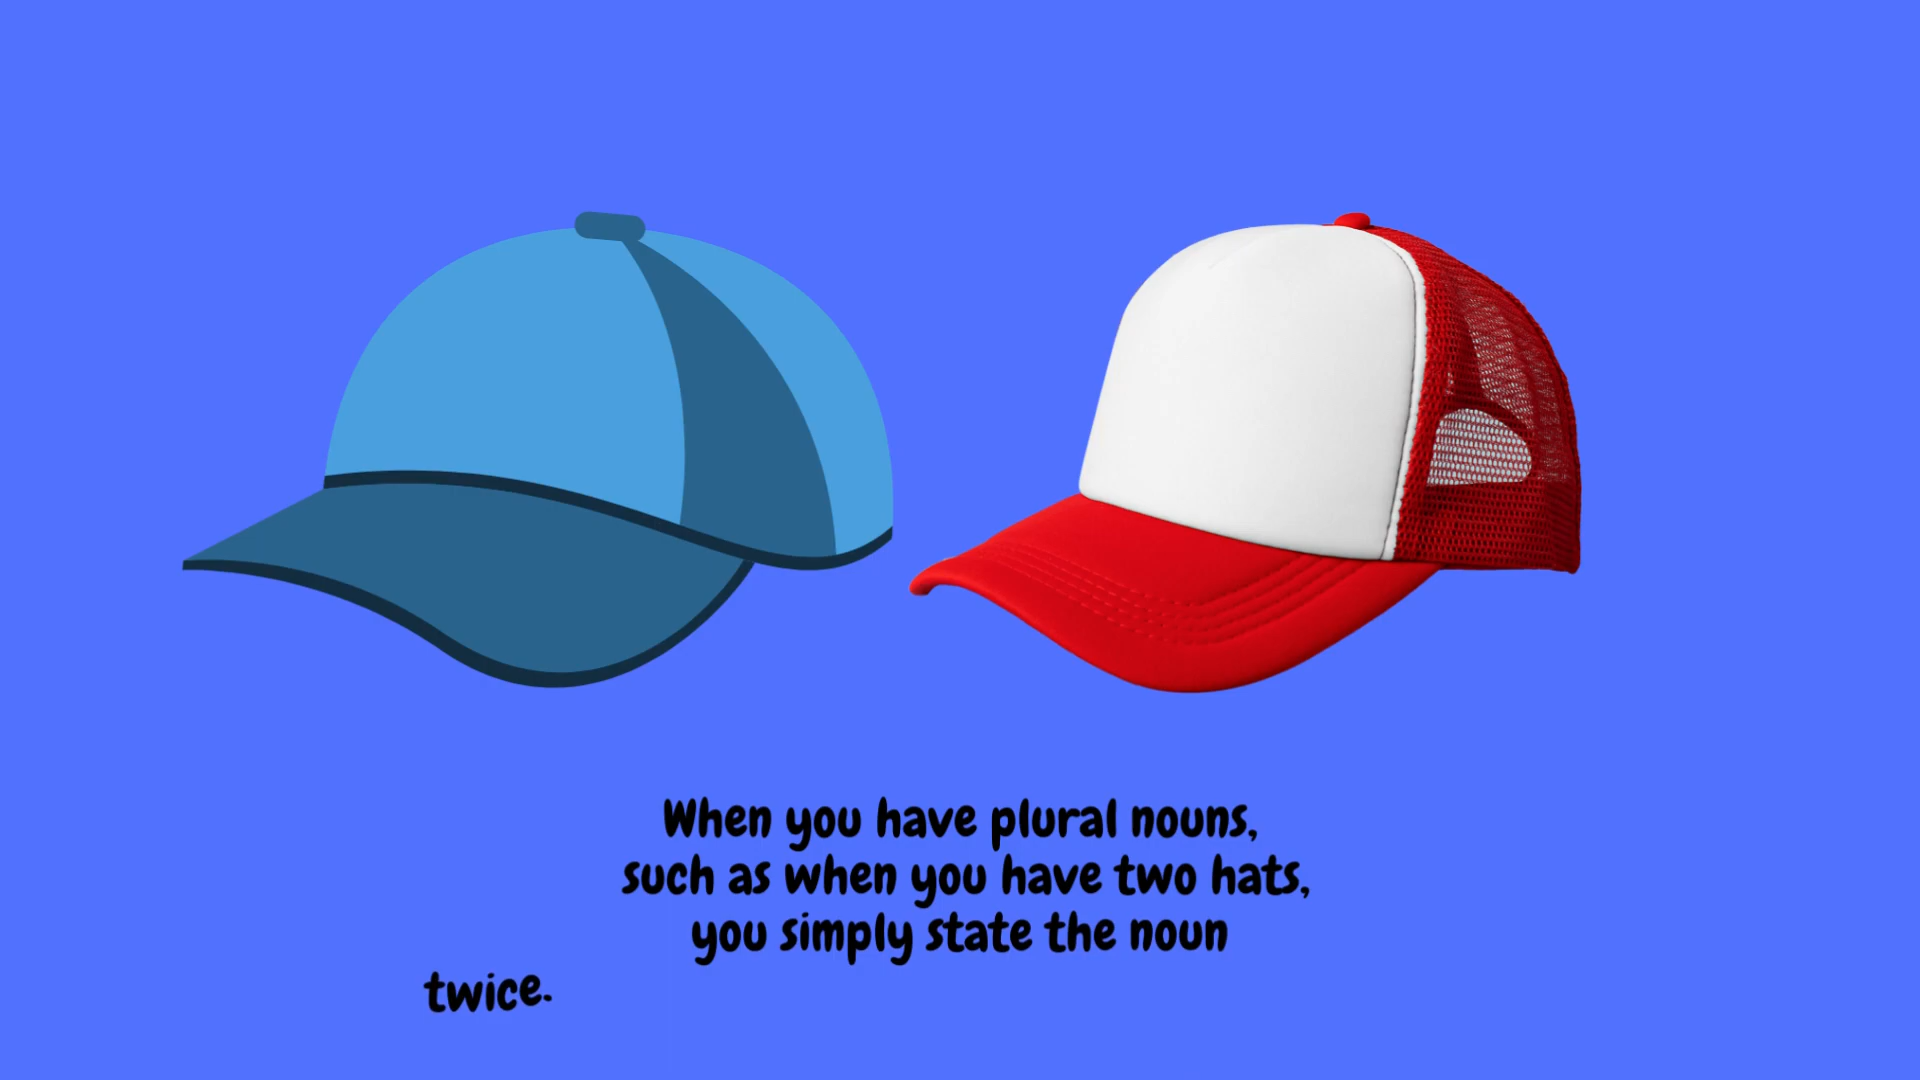 When you have plural nouns,
such as when you have two hats,
you simply state the noun
twice.